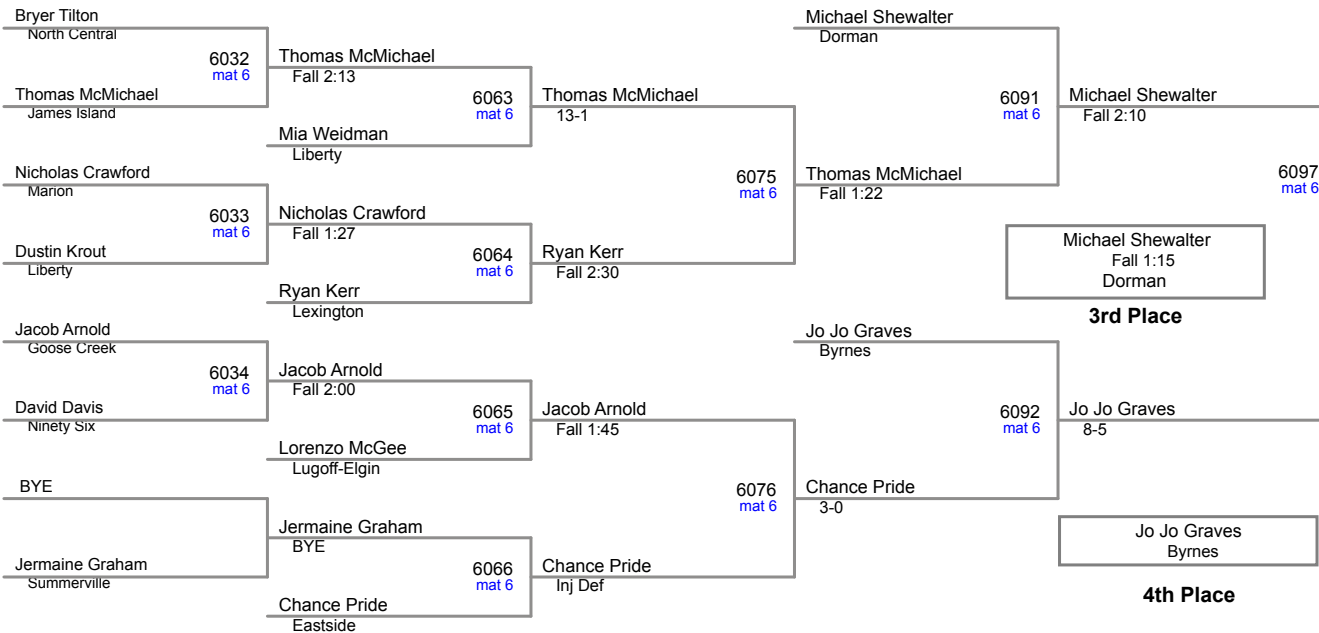 Bryer Tilton
North Central
6032
mat 6
Thomas McMichael
James Island
Nicholas Crawford
Marion
6033
mat 6
Dustin Krout
Liberty
Jacob Arnold
Goose Creek
6034
mat 6
David Davis
Ninety Six
BYE
Jermaine Graham
Summerville
Thomas McMichael
Fall 2:13
6063
mat 6
Mia Weidman
Liberty
Nicholas Crawford
Fall 1:27
6064
mat 6
Ryan Kerr
Lexington
Jacob Arnold
Fall 2:00
6065
mat 6
Lorenzo McGee
Lugoff-Elgin
Jermaine Graham
BYE
6066
mat 6
Chance Pride
Eastside
Thomas McMichael
13-1
6075
mat 6
Ryan Kerr
Fall 2:30
Jacob Arnold
Fall 1:45
6076
mat 6
Chance Pride
Inj Def
Michael Shewalter
Dorman
6091
mat 6
Thomas McMichael
Fall 1:22
Jo Jo Graves
Byrnes
6092
mat 6
Chance Pride
3-0
Michael Shewalter
Fall 2:10
6097
mat 6
Michael Shewalter
Fall 1:15
Dorman
3rd Place
Jo Jo Graves
8-5
Jo Jo Graves
Byrnes
4th Place